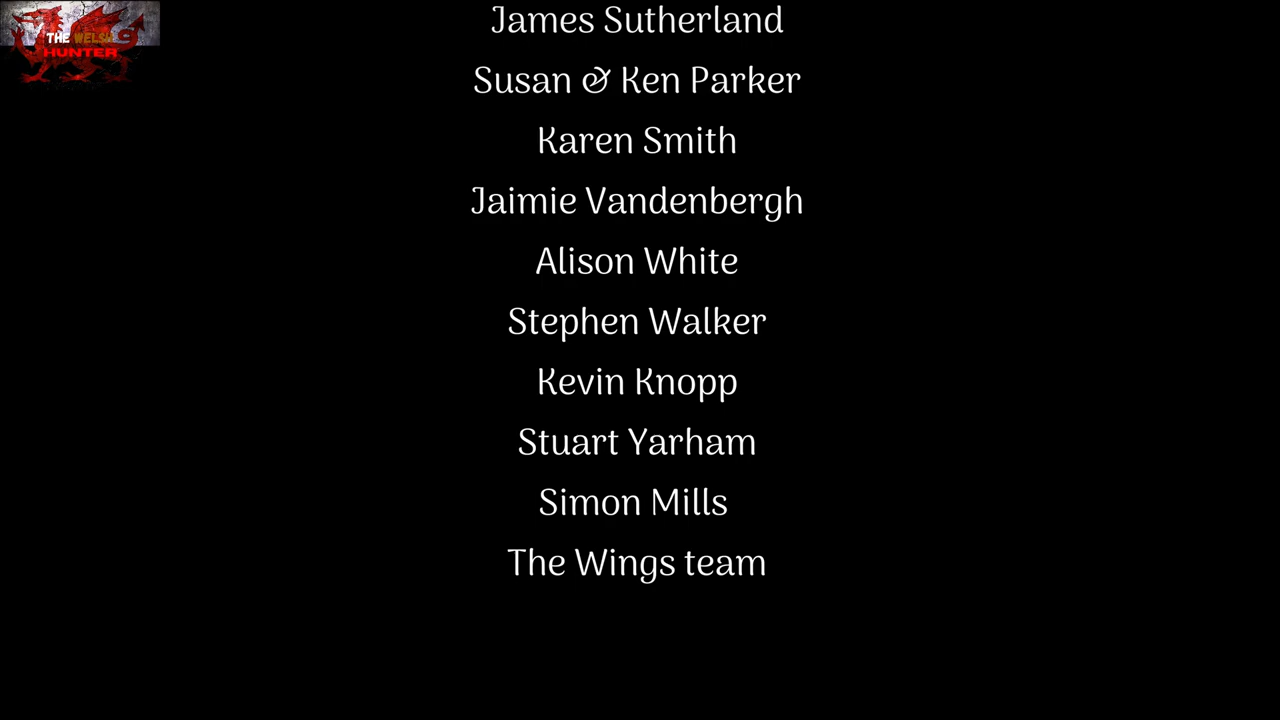 THE WELSH
HUNTER
James Sutherland
Susan & Ken Parker
Karen Smith
Jaimie Vandenbergh
Alison White
Stephen Walker
Kevin Knopp
Stuart Yarham
Simon Mills
The Wings team